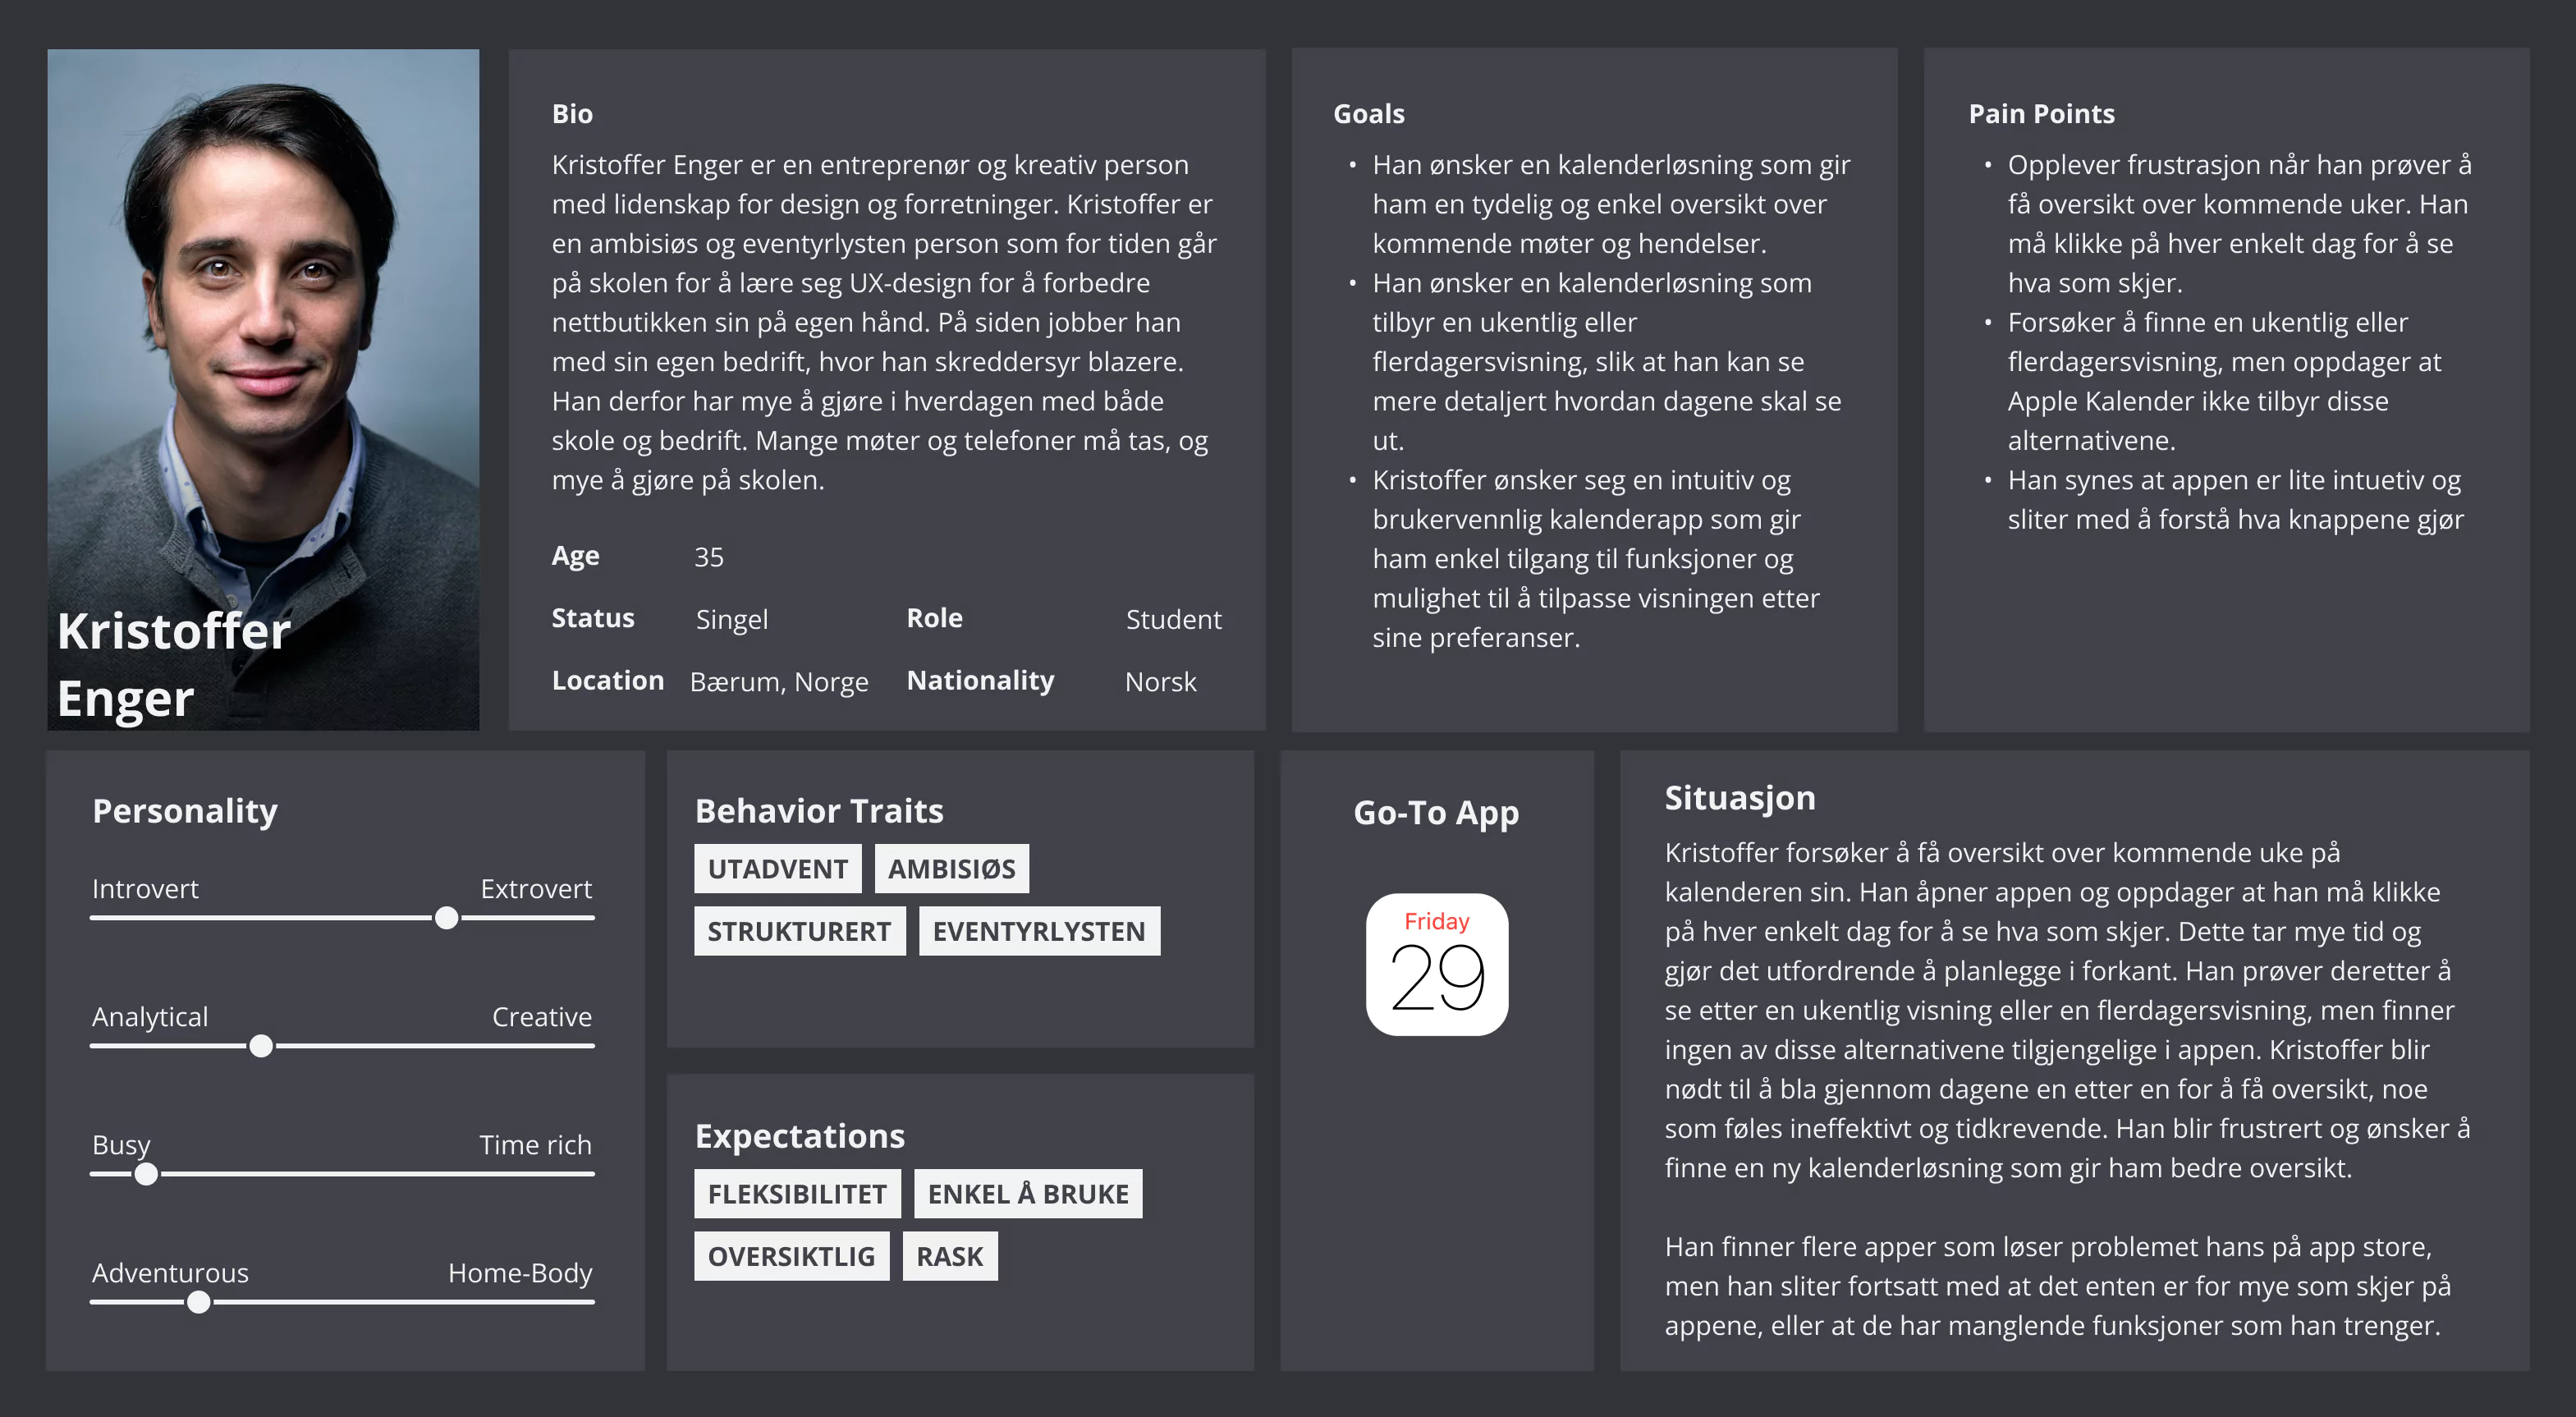 Kristoffer
Enger
Bio
Kristoffer Enger er en entreprenør og kreativ person
med lidenskap for design og forretninger. Kristoffer er
en ambisiøs og eventyrlysten person som for tiden går
på skolen for å lære seg UX-design for å forbedre
nettbutikken sin på egen hånd. På siden jobber han
med sin egen bedrift, hvor han skreddersyr blazere.
Han derfor har mye å gjøre i hverdagen med både
skole og bedrift. Mange møter og telefoner må tas, og
mye å gjøre på skolen.
Age 35
Status Singel Role Student
Location Bærum, Norge Nationality Norsk
Goals
• Han ønsker en kalenderløsning som gir
ham en tydelig og enkel oversikt over
kommende møter og hendelser.
• Han ønsker en kalenderløsning som
tilbyr en ukentlig eller
flerdagersvisning, slik at han kan se
mere detaljert hvordan dagene skal se
ut.
• Kristoffer ønsker seg en intuitiv og
brukervennlig kalenderapp som gir
ham enkel tilgang til funksjoner og
mulighet til å tilpasse visningen etter
sine preferanser.
Pain Points
• Opplever frustrasjon når han prøver å
få oversikt over kommende uker. Han
må klikke på hver enkelt dag for å se
hva som skjer.
• Forsøker å finne en ukentlig eller
flerdagersvisning, men oppdager at
Apple Kalender ikke tilbyr disse
alternativene.
• Han synes at appen er lite intuetiv og
sliter med å forstå hva knappene gjør
Personality
Introvert Extrovert
Analytical Creative
Busy Time rich
Adventurous Home-Body
Behavior Traits
UTADVENT AMBISIØS
STRUKTURERT EVENTYRLYSTEN
Expectations
FLEKSIBILITET ENKEL Å BRUKE
OVERSIKTLIG RASK
Go-To App
Friday
29
Situasjon
Kristoffer forsøker å få oversikt over kommende uke på
kalenderen sin. Han åpner appen og oppdager at han må klikke
på hver enkelt dag for å se hva som skjer. Dette tar mye tid og
gjør det utfordrende å planlegge i forkant. Han prøver deretter å
se etter en ukentlig visning eller en flerdagersvisning, men finner
ingen av disse alternativene tilgjengelige i appen. Kristoffer blir
nødt til å bla gjennom dagene en etter en for å få oversikt, noe
som føles ineffektivt og tidkrevende. Han blir frustrert og ønsker å
finne en ny kalenderløsning som gir ham bedre oversikt.
Han finner flere apper som løser problemet hans på app store,
men han sliter fortsatt med at det enten er for mye som skjer på
appene, eller at de har manglende funksjoner som han trenger.